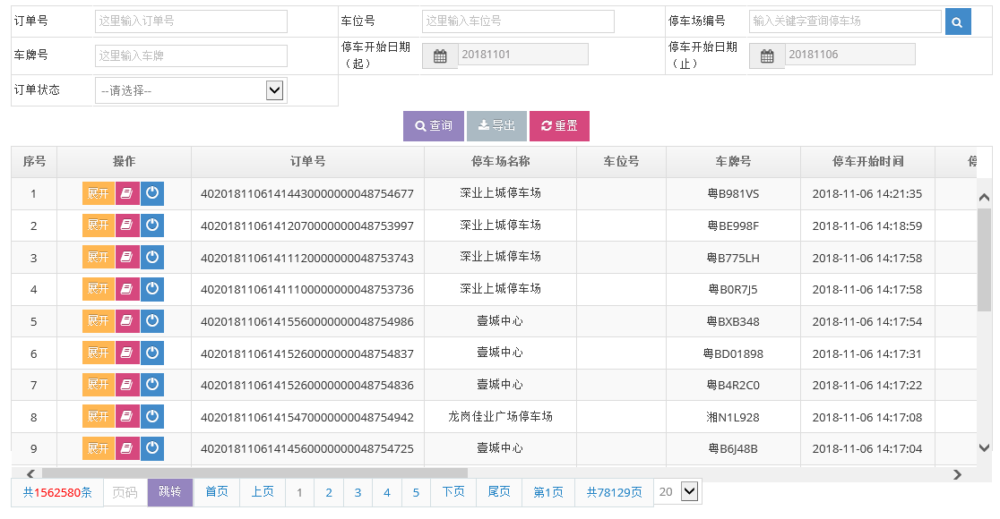 订单号 这里输入订单号 车位号 这里输入车位号 停车场编号 输入关键字查询停车场
车牌号 这里输入车牌 停车开始日期（起） 20181101 停车开始日期（止） 20181106
订单状态 --请选择--
查询 导出 重置
序号 操作 订单号 停车场名称 车位号 车牌号 停车开始时间
1 展开 4020181106141443000000004875​4677 深业上城停车场 粤B981VS 2018-11-06 14:21:35
2 展开 40201811061412070000000048753997 深业上城停车场 粤BE998F 2018-11-06 14:18:59
3 展开 40201811061411120000000048753743 深业上城停车场 粤B775LH 2018-11-06 14:17:58
4 展开 40201811061411100000000048753736 深业上城停车场 粤B0R7J5 2018-11-06 14:17:58
5 展开 40201811061415560000000048754986 壹城中心 粤BXB348 2018-11-06 14:17:54
6 展开 40201811061415260000000048754837 壹城中心 粤BD01898 2018-11-06 14:17:31
7 展开 40201811061415260000000048754836 壹城中心 粤B4R2C0 2018-11-06 14:17:22
8 展开 40201811061415470000000048754942 龙岗佳业广场停车场 湘N1L928 2018-11-06 14:17:08
9 展开 40201811061414560000000048754725 壹城中心 粤B6J48B 2018-11-06 14:17:04
共1562580条 页码 跳转 首页 上页 1 2 3 4 5 下页 尾页 第1页 共78129页 20